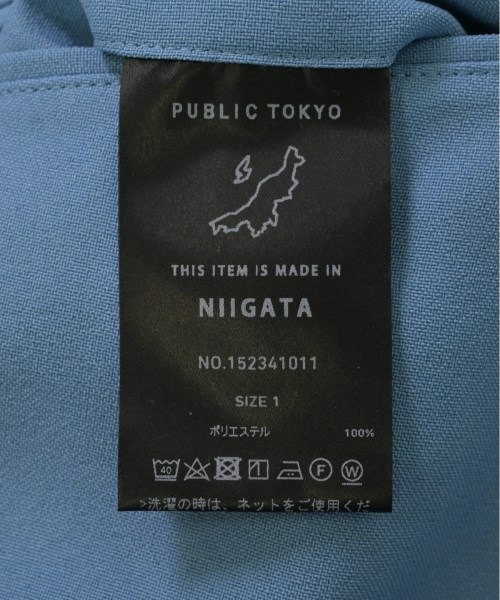 PUBLIC TOKYO
THIS ITEM IS MADE IN
NIIGATA
NO.152341011
SIZE 1
ポリエステル 100%
40 F W
>洗濯の時は、ネットをご使用くだ